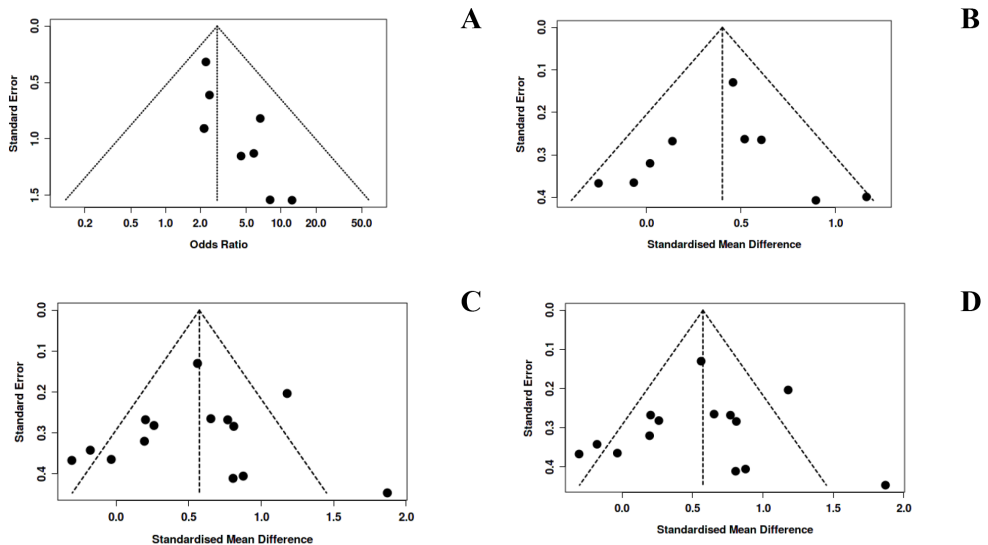 A
0.0
0.5
1.0
1.5
Standard Error
0.2 0.5 1.0 2.0 5.0 10.0 20.0 50.0
Odds Ratio
B
0.0
0.1
0.2
0.3
0.4
Standard Error
0.0 0.5 1.0
Standardised Mean Difference
C
0.0
0.1
0.2
0.3
0.4
Standard Error
0.0 0.5 1.0 1.5 2.0
Standardised Mean Difference
D
0.0
0.1
0.2
0.3
0.4
Standard Error
0.0 0.5 1.0 1.5 2.0
Standardised Mean Difference